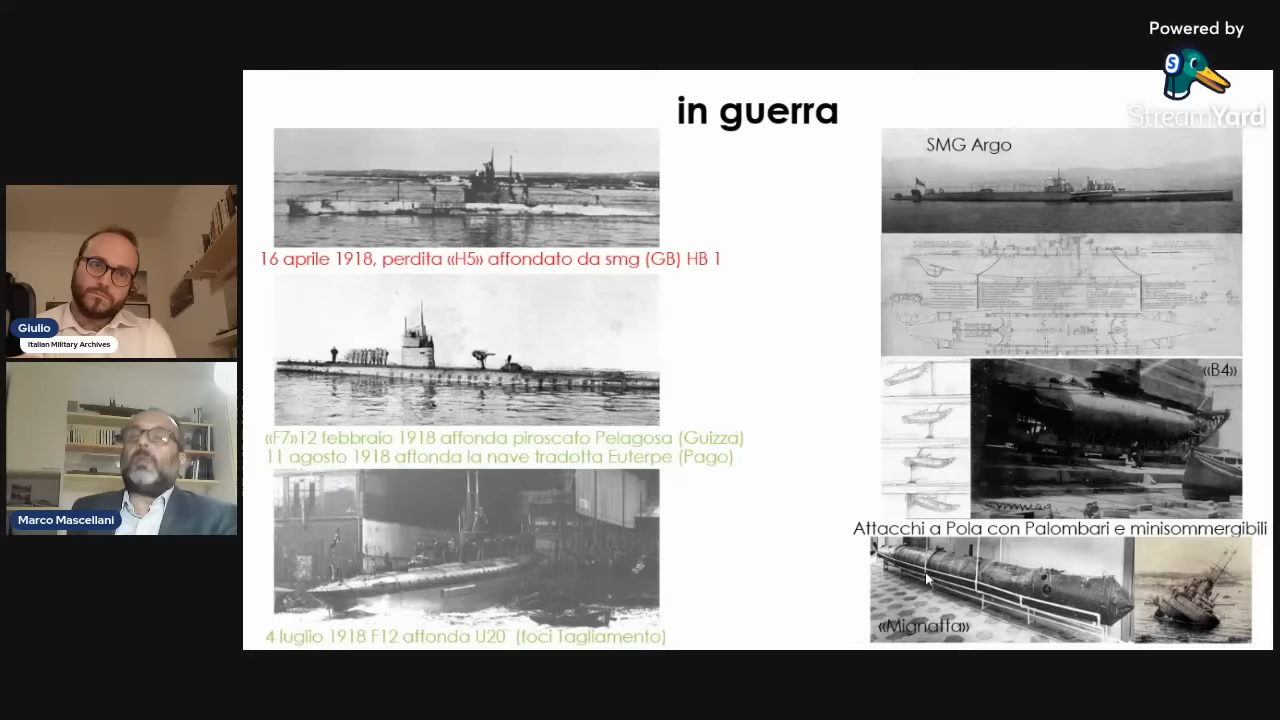 Powered by
StreamYard
in guerra
16 aprile 1918, perdita «H5» affondato da smg (GB) HB 1
«F7»12 febbraio 1918 affonda piroscafo Pelagosa (Guizza)
11 agosto 1918 affonda la nave tradotta Euterpe (Pago)
4 luglio 1918 F12 affonda U20 (foci Tagliamento)
SMG Argo
«B4»
Attacchi a Pola con Palombari e minisommergibili
«Mignatta»
Giulio
Italian Military Archives
Marco Mascellani